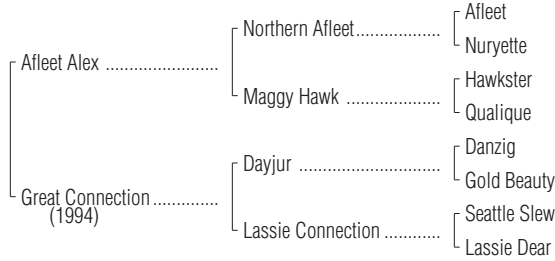 Afleet
Northern Afleet....................
Nuryette
Afleet Alex ..........................
Hawkster
Maggy Hawk ......................
Qualique
Danzig
Dayjur .................................
Gold Beauty
Great Connection...............
(1994)
Seattle Slew
Lassie Connection .............
Lassie Dear